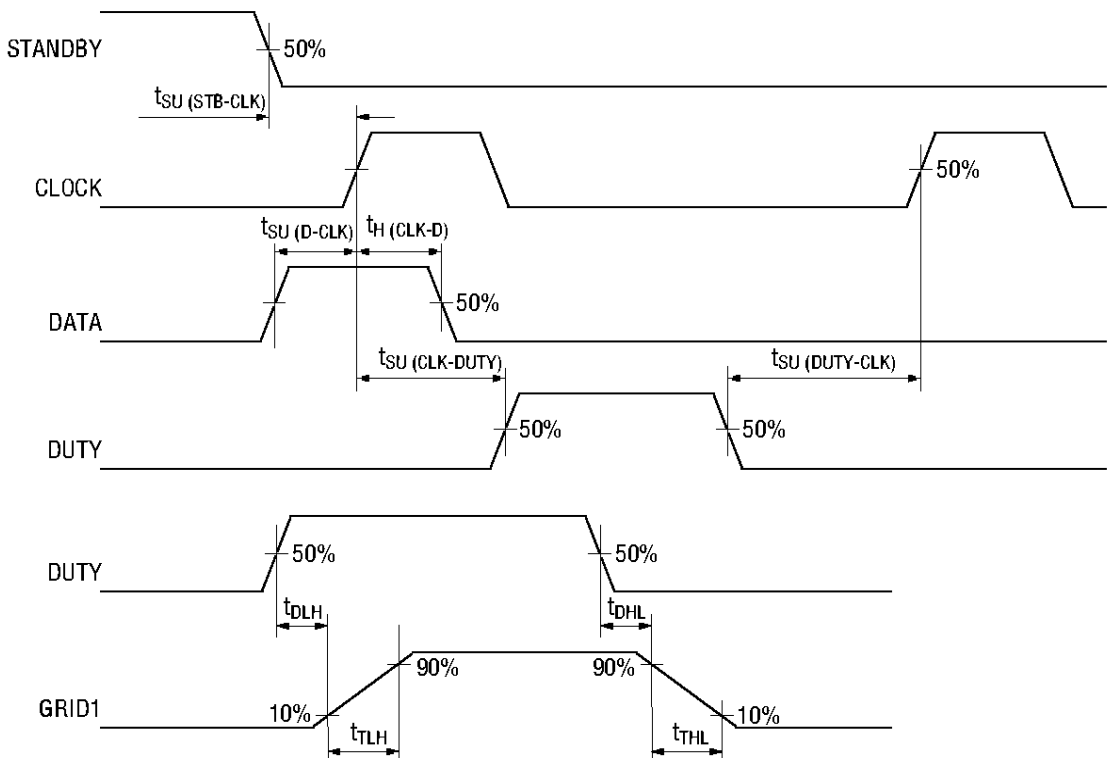 STANDBY 50%
tSU (STB-CLK)
CLOCK 50%
tSU (D-CLK) tH (CLK-D)
DATA 50%
tSU (CLK-DUTY) tSU (DUTY-CLK)
DUTY 50% 50%
DUTY 50% 50%
tDLH tDHL
90% 90%
GRID1 10% 10%
tTLH tTHL